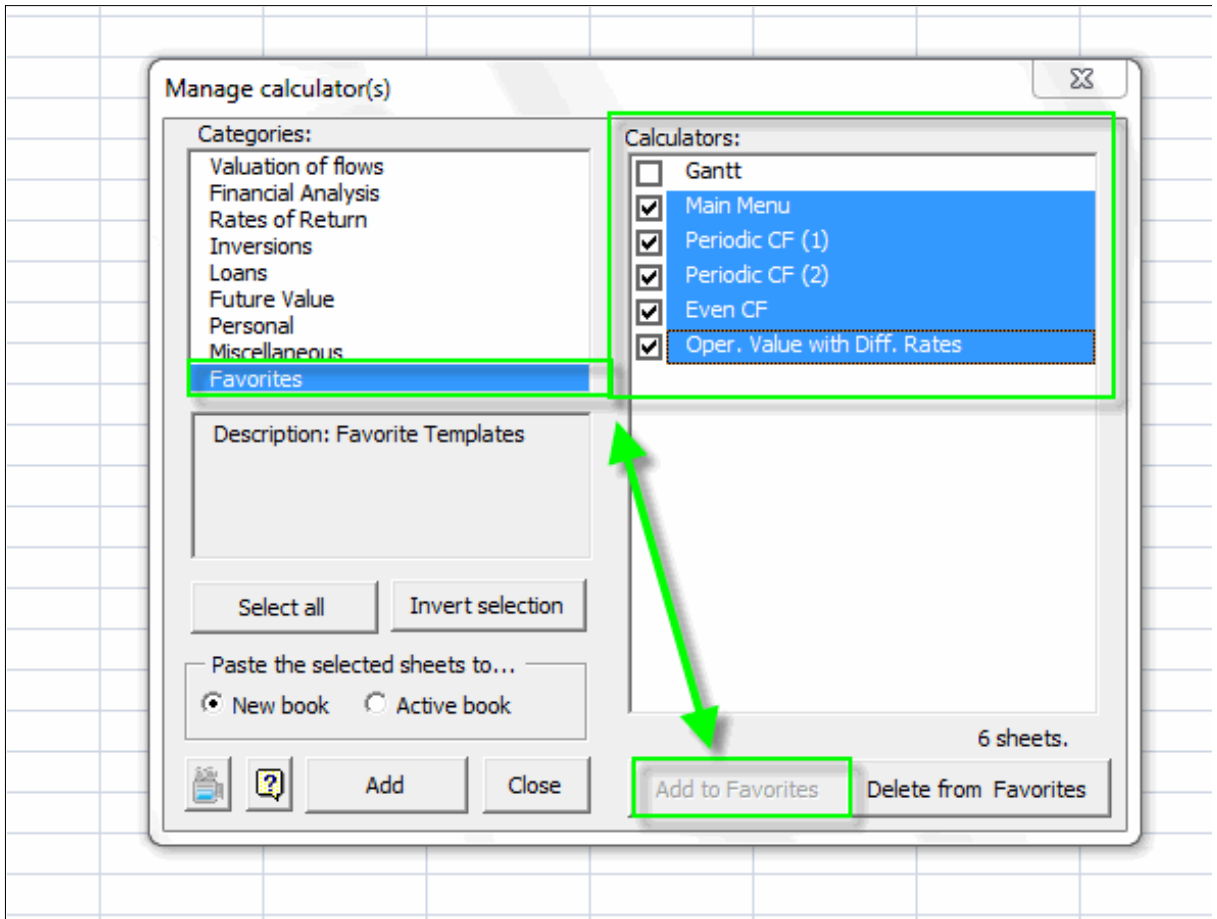 Manage calculator(s)
Categories:
Valuation of flows
Financial Analysis
Rates of Return
Inversions
Loans
Future Value
Personal
Miscellaneous
Favorites
Description: Favorite Templates
Select all
Invert selection
Paste the selected sheets to...
New book
Active book
Add
Close
Calculators:
Gantt
Main Menu
Periodic CF (1)
Periodic CF (2)
Even CF
Oper. Value with Diff. Rates
6 sheets.
Add to Favorites
Delete from Favorites